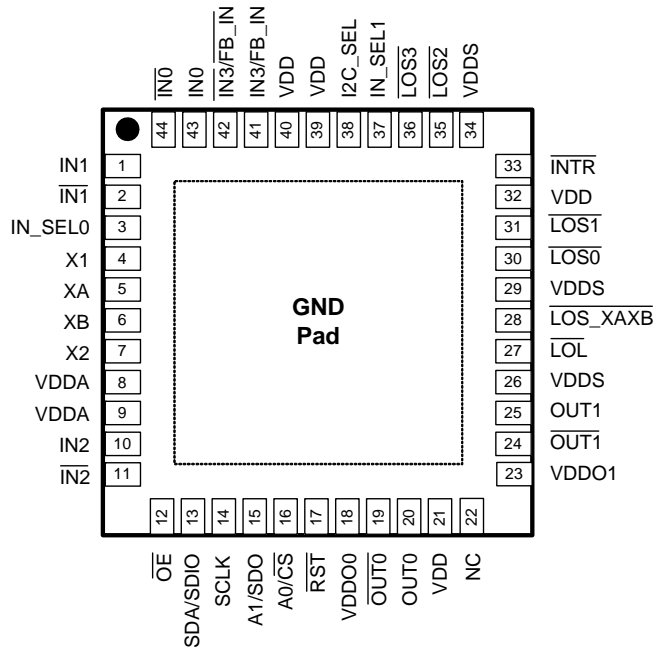 IN0
IN0
IN3/FB_IN
IN3/FB_IN
VDD
VDD
I2C_SEL
IN_SEL1
LOS3
LOS2
VDDS
44
43
42
41
40
39
38
37
36
35
34
IN1
1
IN1
2
IN_SEL0
3
X1
4
XA
5
XB
6
X2
7
VDDA
8
VDDA
9
IN2
10
IN2
11
GND
Pad
33
INTR
32
VDD
31
LOS1
30
LOS0
29
VDDS
28
LOS_XAXB
27
LOL
26
VDDS
25
OUT1
24
OUT1
23
VDDO1
12
13
14
15
16
17
18
19
20
21
22
OE
SDA/SDIO
SCLK
A1/SDO
A0/CS
RST
VDDO0
OUT0
OUT0
VDD
NC